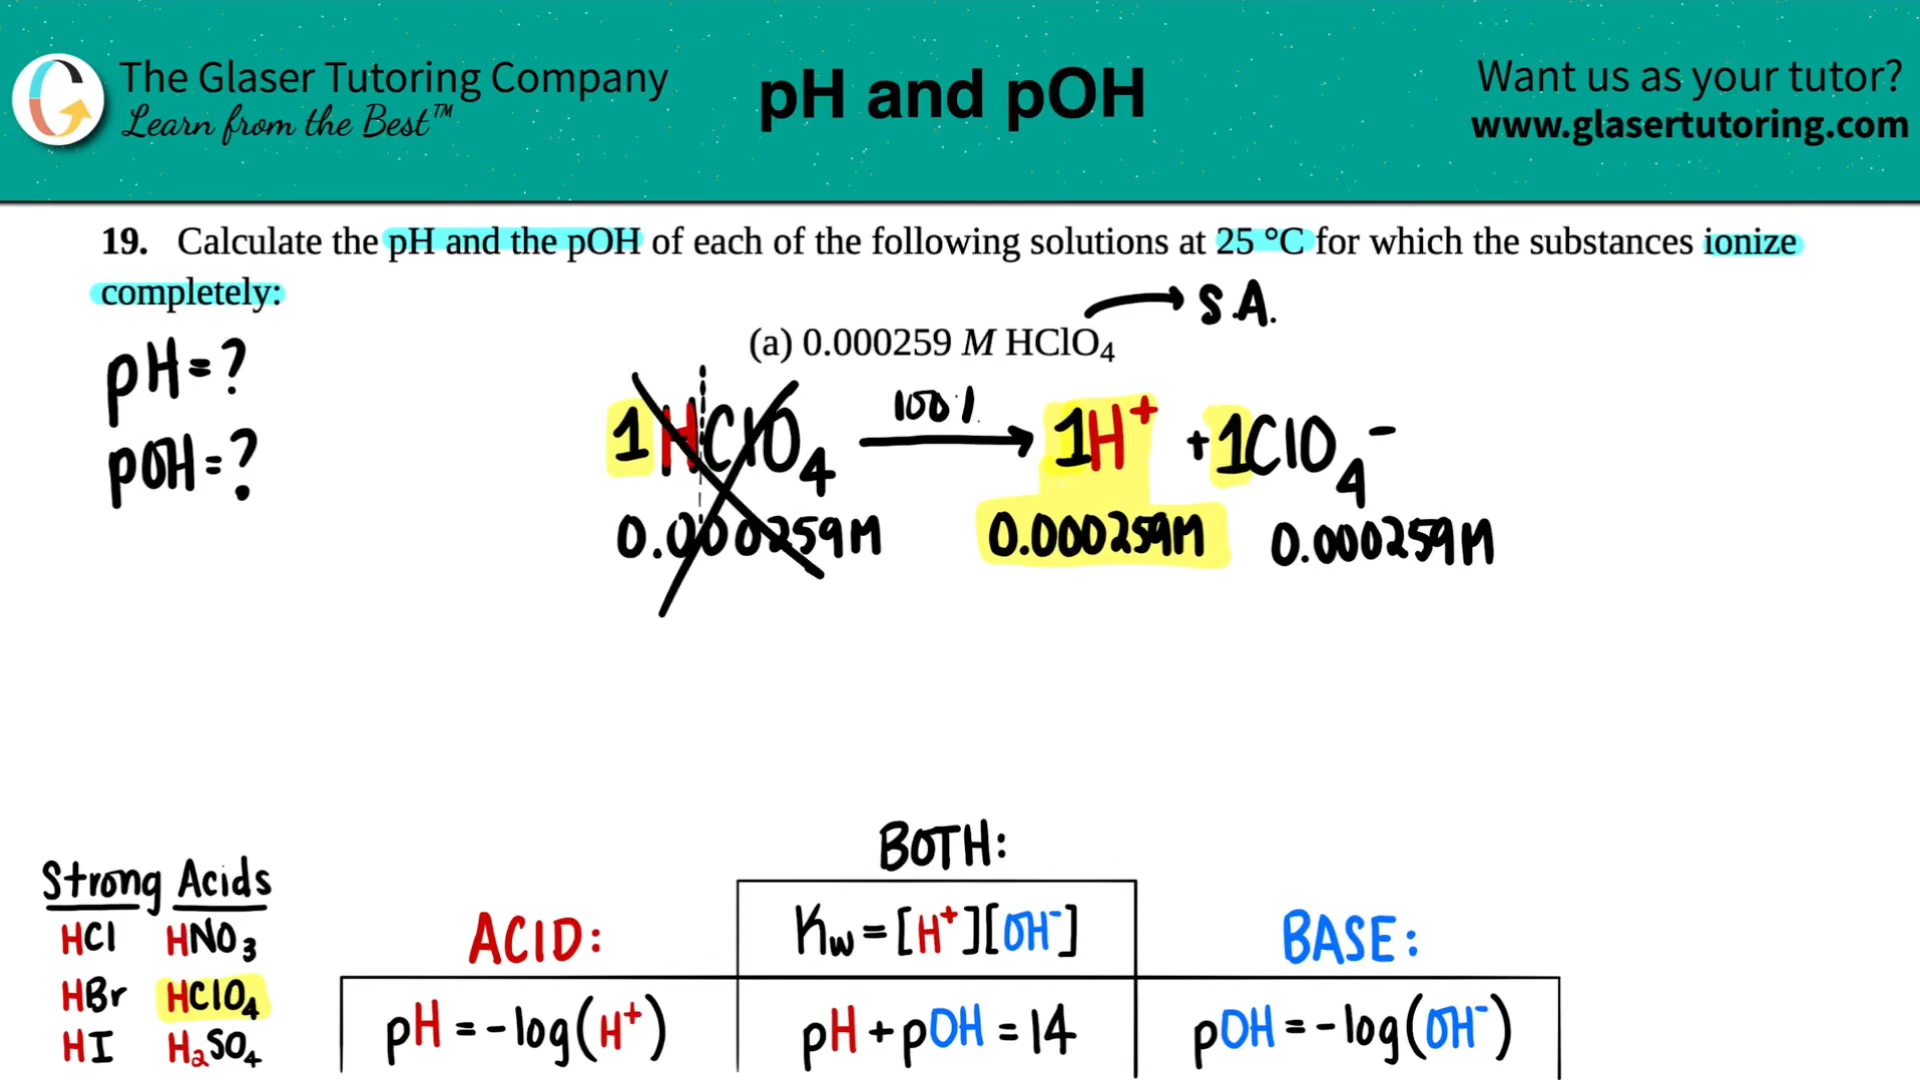 The Glaser Tutoring Company
Learn from the Best™
pH and pOH
Want us as your tutor?
www.glasertutoring.com
19. Calculate the pH and the pOH of each of the following solutions at 25 °C for which the substances ionize
completely:
(a) 0.000259 M HClO₄ → S.A.
pH = ?
pOH = ?
1HClO₄ 100% → 1H⁺ + 1ClO₄⁻
0.000259M 0.000259M 0.000259M
Strong Acids
HCl HNO₃
HBr HClO₄
HI H₂SO₄
ACID:
pH = -log(H⁺)
BOTH:
Kw = [H⁺][OH⁻]
pH + pOH = 14
BASE:
pOH = -log(OH⁻)